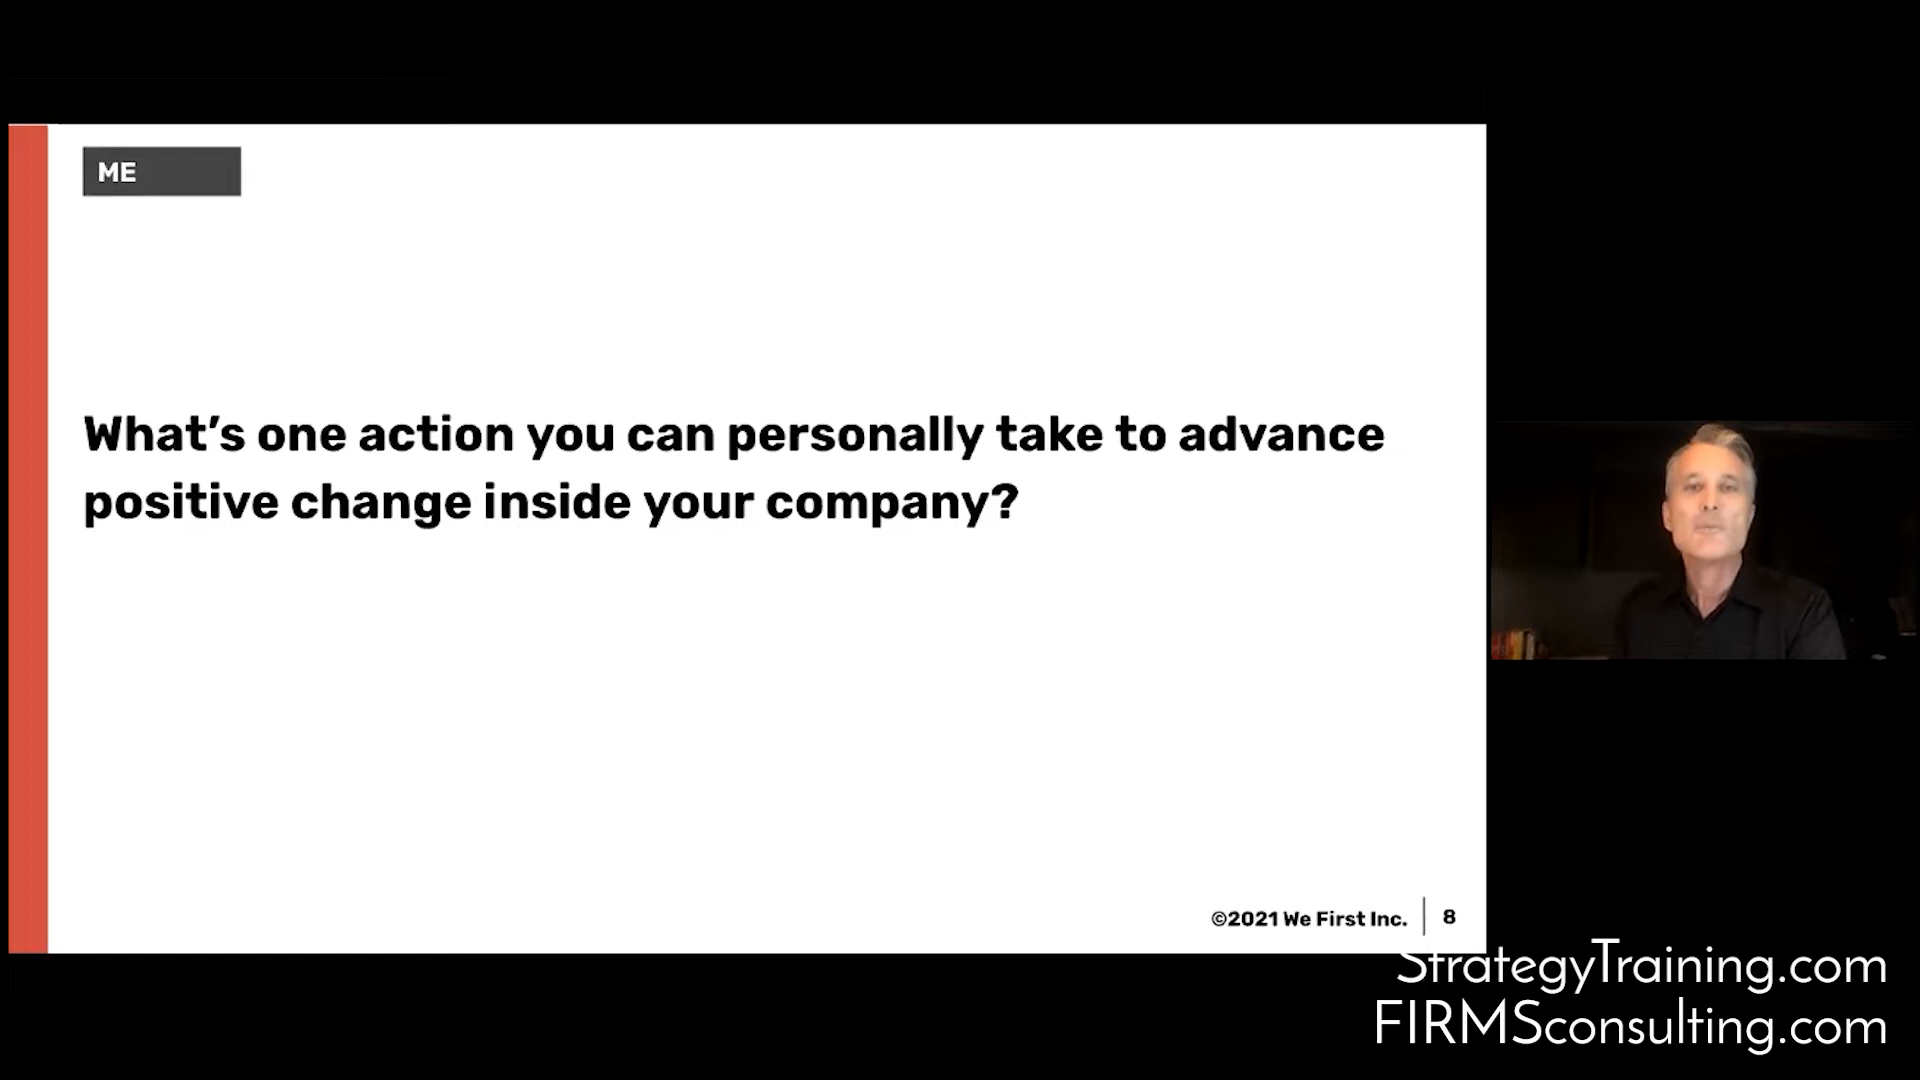 ME
What's one action you can personally take to advance
positive change inside your company?
©2021 We First Inc. 8
StrategyTraining.com
FIRMSconsulting.com